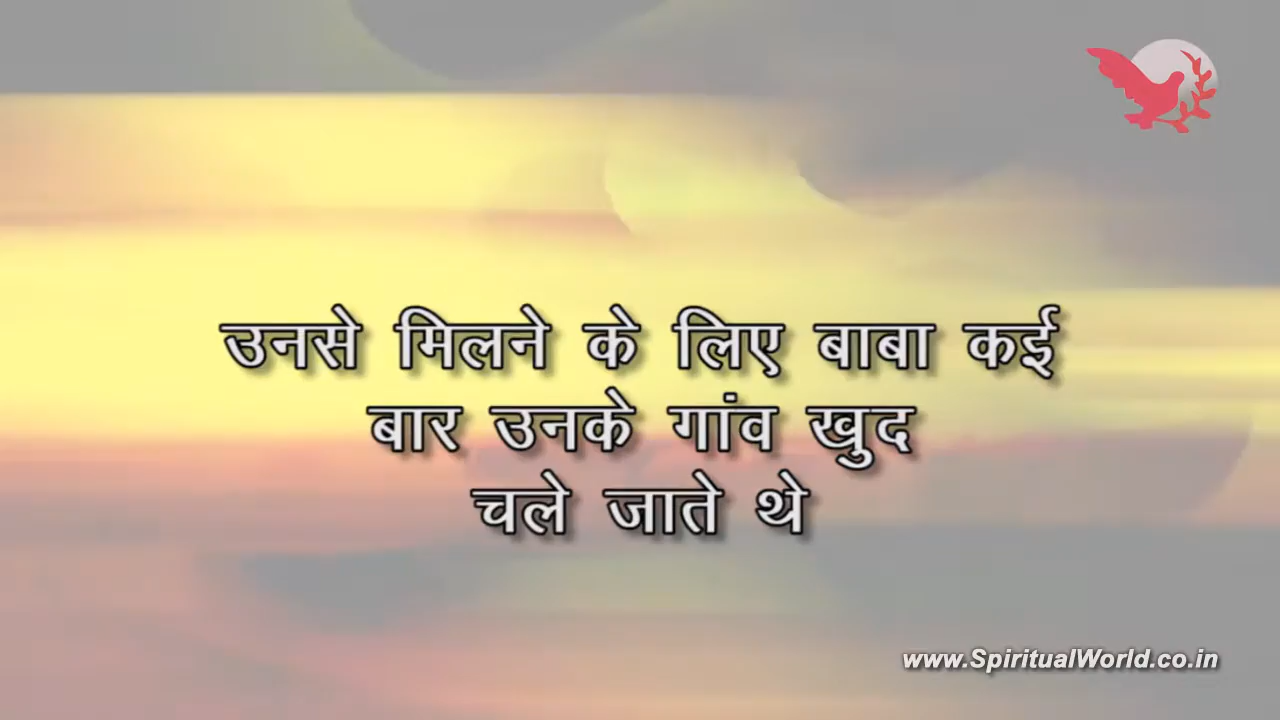 उनसे मिलने के लिए बाबा कई
बार उनके गांव खुद
चले जाते थे
www.SpiritualWorld.co.in